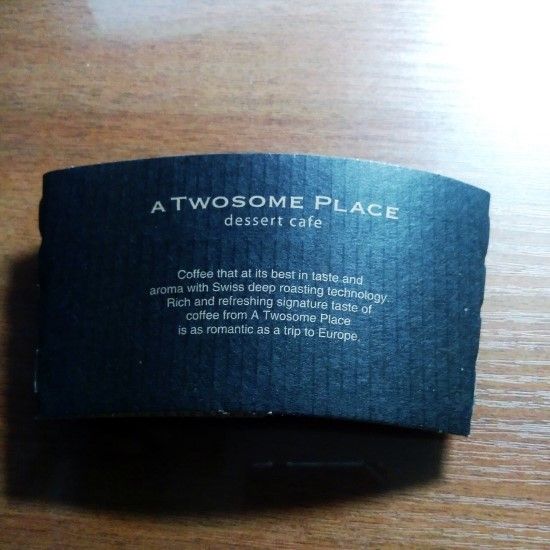 A TWOSOME PLACE
dessert cafe
Coffee that at its best in taste and
aroma with Swiss deep roasting technology.
Rich and refreshing signature taste of
coffee from A Twosome Place
is as romantic as a trip to Europe.